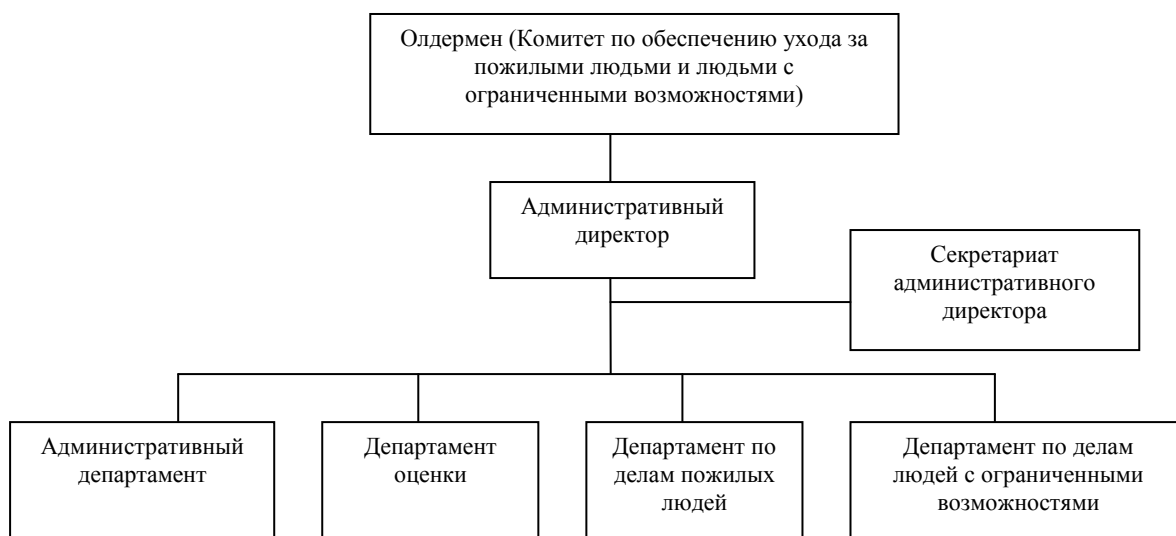 Олдермен (Комитет по обеспечению ухода за
пожилыми людьми и людьми с
ограниченными возможностями)
Административный
директор
Секретариат
административного
директора
Административный
департамент
Департамент
оценки
Департамент по
делам пожилых
людей
Департамент по делам
людей с ограниченными
возможностями